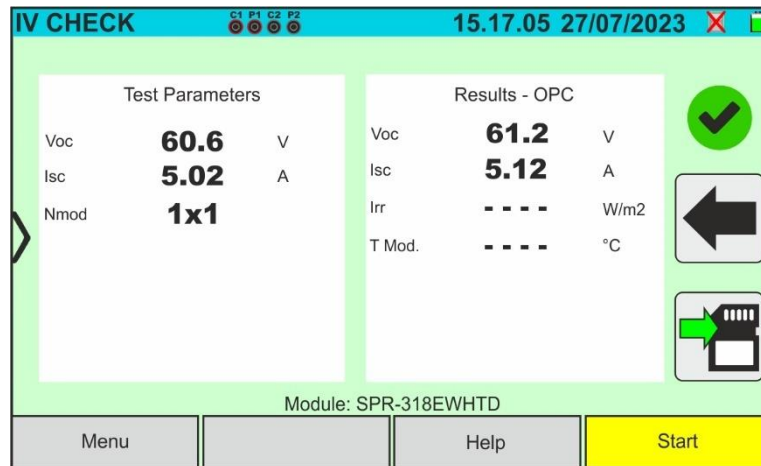 IV CHECK C1 P1 C2 P2 15.17.05 27/07/2023
Test Parameters
Voc 60.6 V
Isc 5.02 A
Nmod 1x1
Results - OPC
Voc 61.2 V
Isc 5.12 A
Irr - - - - W/m2
T Mod. - - - - °C
Module: SPR-318EWHTD
Menu Help Start